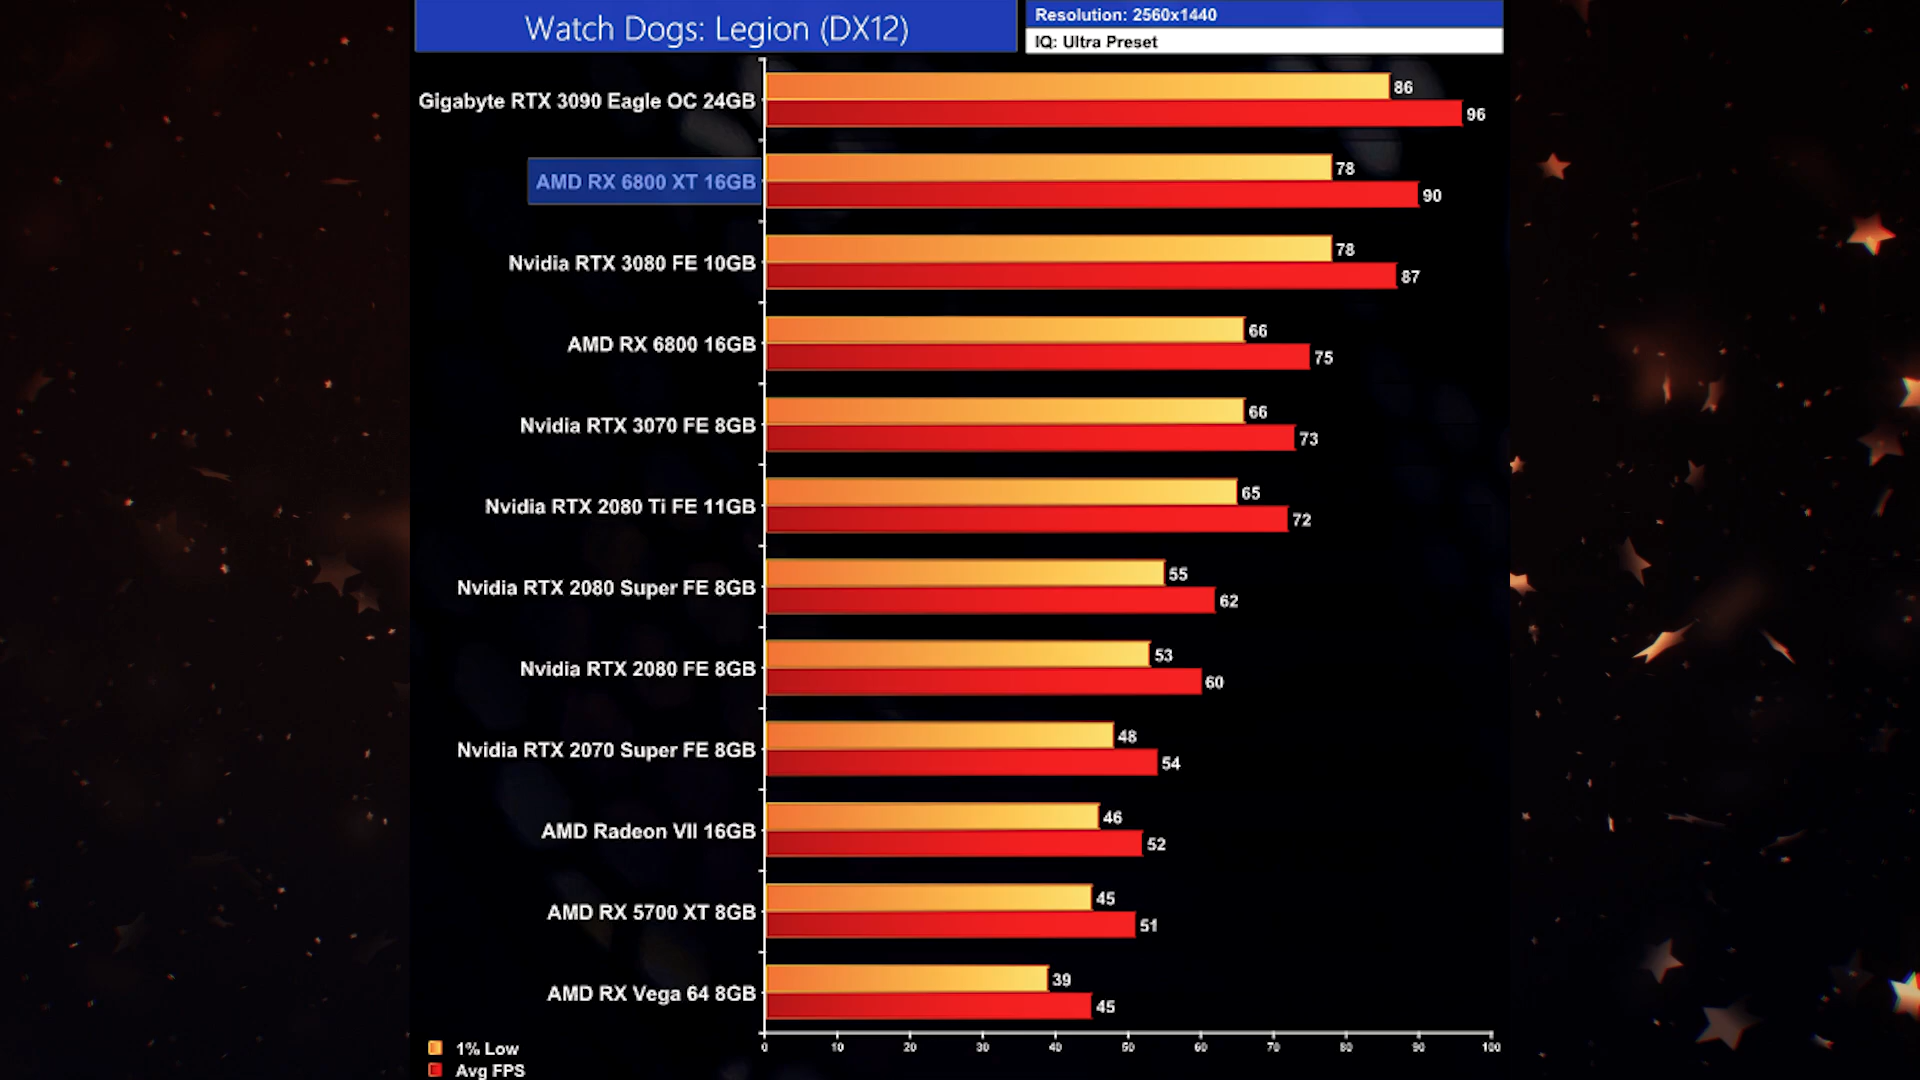 Watch Dogs: Legion (DX12)
Resolution: 2560x1440
IQ: Ultra Preset
Gigabyte RTX 3090 Eagle OC 24GB
86
96
AMD RX 6800 XT 16GB
78
90
Nvidia RTX 3080 FE 10GB
78
87
AMD RX 6800 16GB
66
75
Nvidia RTX 3070 FE 8GB
66
73
Nvidia RTX 2080 Ti FE 11GB
65
72
Nvidia RTX 2080 Super FE 8GB
55
62
Nvidia RTX 2080 FE 8GB
53
60
Nvidia RTX 2070 Super FE 8GB
48
54
AMD Radeon VII 16GB
46
52
AMD RX 5700 XT 8GB
45
51
AMD RX Vega 64 8GB
39
45
0 10 20 30 40 50 60 70 80 90 100
1% Low
Avg FPS